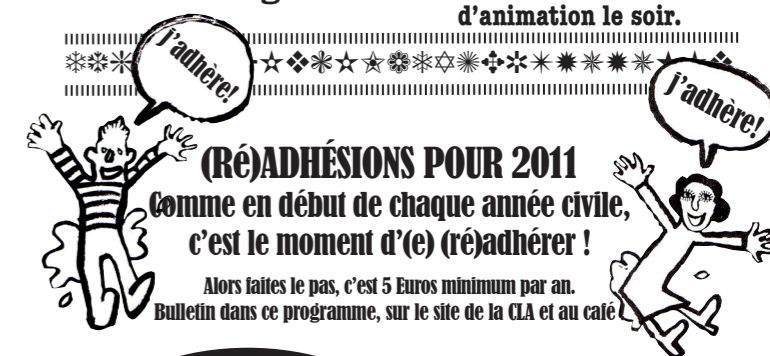 d'animation le soir.
j'adhère!
j'adhère!
(Ré)ADHÉSIONS POUR 2011
Comme en début de chaque année civile,
c'est le moment d'(e) (ré)adhérer !
Alors faites le pas, c'est 5 Euros minimum par an.
Bulletin dans ce programme, sur le site de la CLA et au café